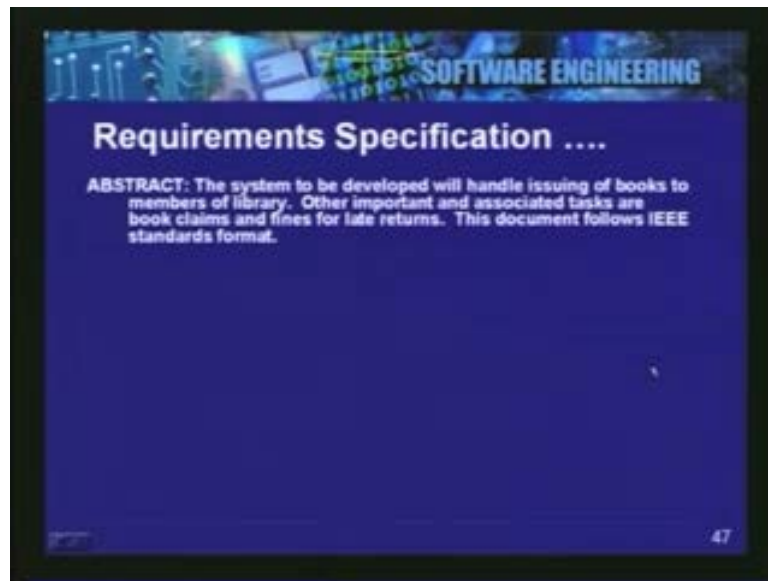 SOFTWARE ENGINEERING
Requirements Specification ....
ABSTRACT: The system to be developed will handle issuing of books to
members of library. Other important and associated tasks are
book claims and fines for late returns. This document follows IEEE
standards format.
47